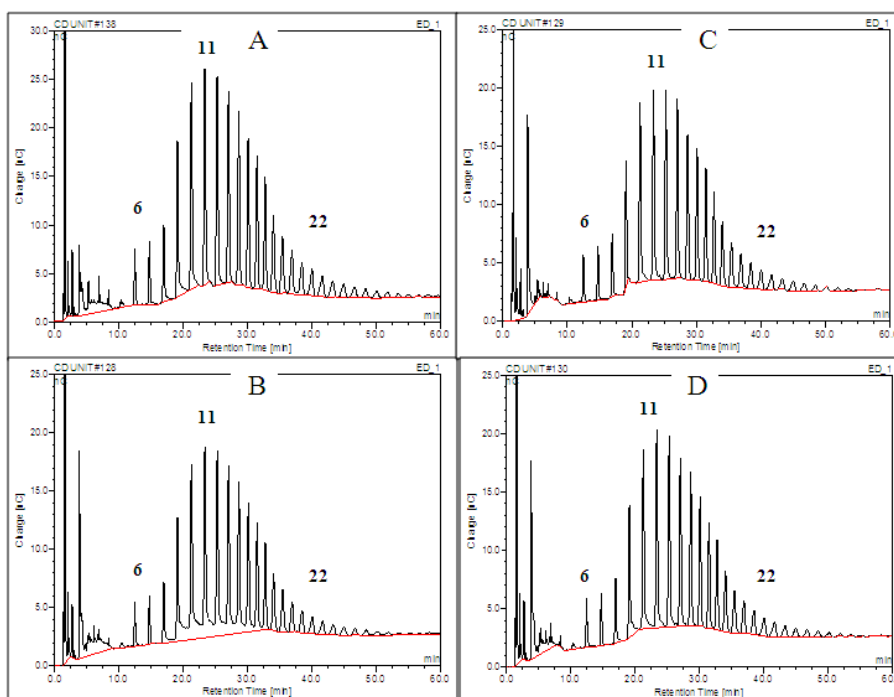 CD UNIT#138 ED_1
A
30.0
25.0
20.0
15.0
10.0
5.0
0.0
Charge [nC]
11
6
22
min
0.0 10.0 20.0 30.0 40.0 50.0 60.0
Retention Time [min]
CD UNIT#129 ED_1
C
25.0
20.0
15.0
10.0
5.0
0.0
Charge [nC]
11
6
22
min
0.0 10.0 20.0 30.0 40.0 50.0
Retention Time [min]
CD UNIT#128 ED_1
B
25.0
20.0
15.0
10.0
5.0
0.0
Charge [nC]
11
6
22
min
0.0 10.0 20.0 30.0 40.0 50.0 60.0
Retention Time [min]
CD UNIT#130 ED_1
D
25.0
20.0
15.0
10.0
5.0
0.0
Charge [nC]
11
6
22
min
0.0 10.0 20.0 30.0 40.0 50.0
Retention Time [min]